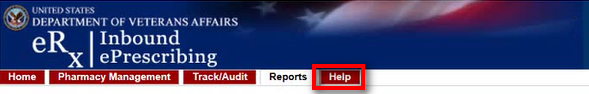 UNITED STATES
DEPARTMENT OF VETERANS AFFAIRS
eRx Inbound
ePrescribing
Home Pharmacy Management Track/Audit Reports Help